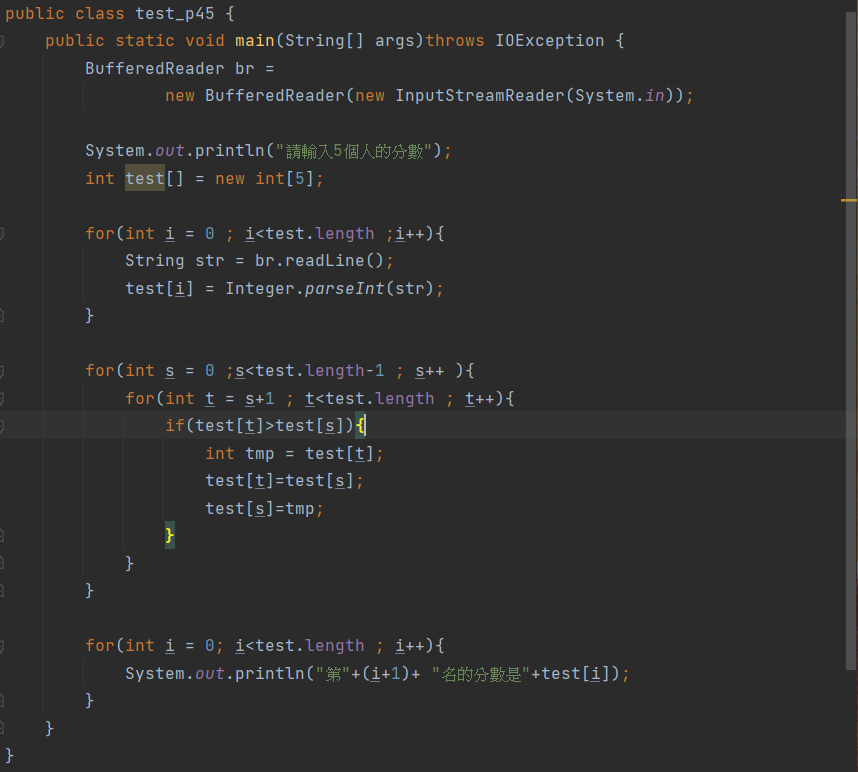 public class test_p45 {
public static void main(String[] args)throws IOException {
BufferedReader br =
new BufferedReader(new InputStreamReader(System.in));
System.out.println("請輸入5個人的分數");
int test[] = new int[5];
for(int i = 0 ; i<test.length ;i++){
String str = br.readLine();
test[i] = Integer.parseInt(str);
}
for(int s = 0 ;s<test.length-1 ; s++ ){
for(int t = s+1 ; t<test.length ; t++){
if(test[t]>test[s]){
int tmp = test[t];
test[t]=test[s];
test[s]=tmp;
}
}
}
for(int i = 0; i<test.length ; i++){
System.out.println("第"+(i+1)+ "名的分數是"+test[i]);
}
}
}